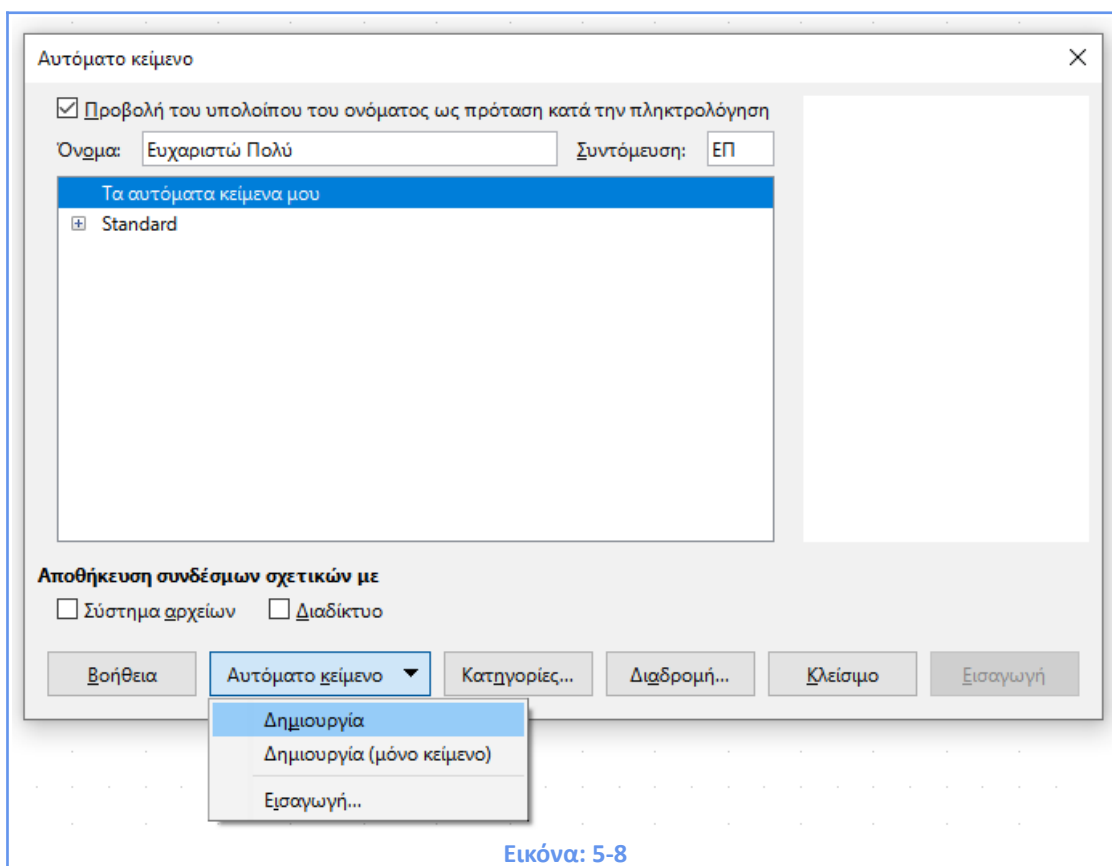 Αυτόματο κείμενο
Προβολή του υπολοίπου του ονόματος ως πρόταση κατά την πληκτρολόγηση
Όνομα: Ευχαριστώ Πολύ Συντόμευση: ΕΠ
Τα αυτόματα κείμενα μου
Standard
Αποθήκευση συνδέσμων σχετικών με
Σύστημα αρχείων Διαδίκτυο
Βοήθεια Αυτόματο κείμενο Κατηγορίες... Διαδρομή... Κλείσιμο Εισαγωγή
Δημιουργία
Δημιουργία (μόνο κείμενο)
Εισαγωγή...
Εικόνα: 5-8